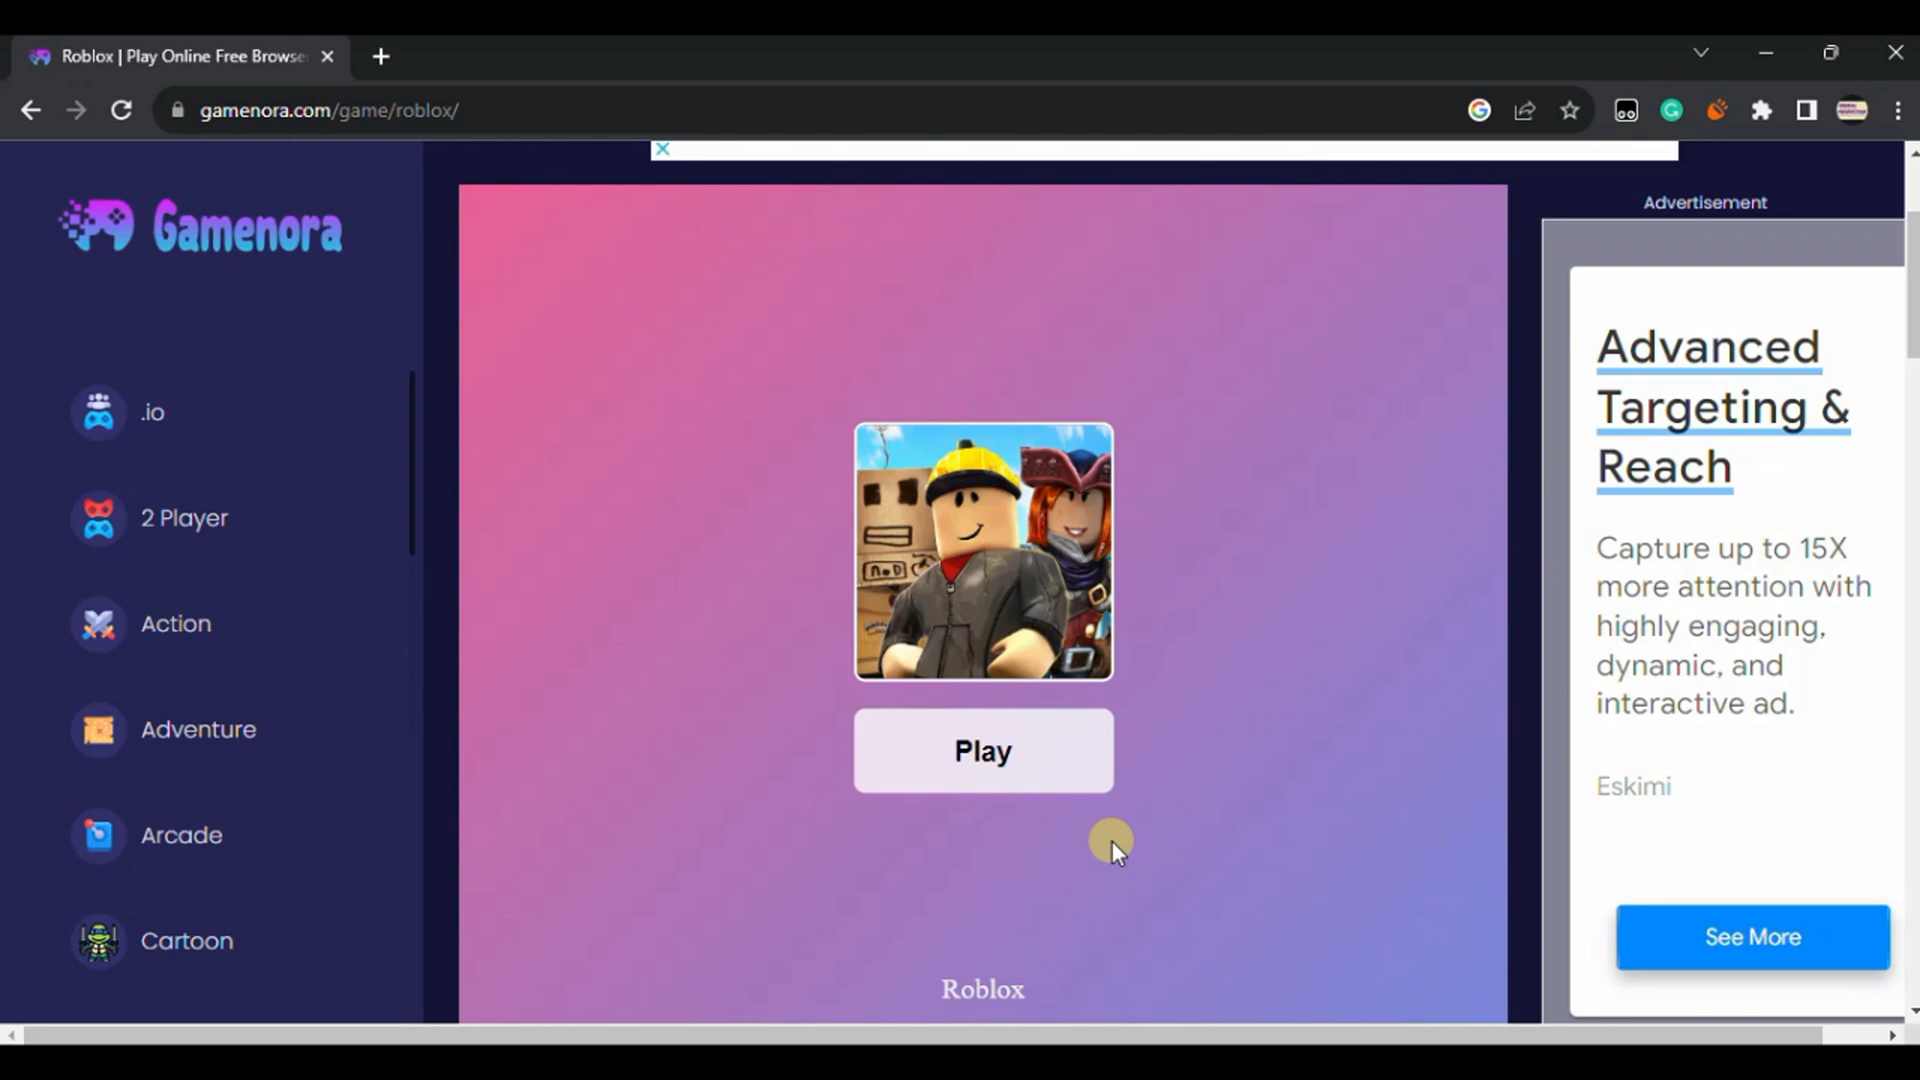 Roblox | Play Online Free Browse
gamenora.com/game/roblox/
Gamenora
.io
2 Player
Action
Adventure
Arcade
Cartoon
Play
Roblox
Advertisement
Advanced
Targeting &
Reach
Capture up to 15X
more attention with
highly engaging,
dynamic, and
interactive ad.
Eskimi
See More